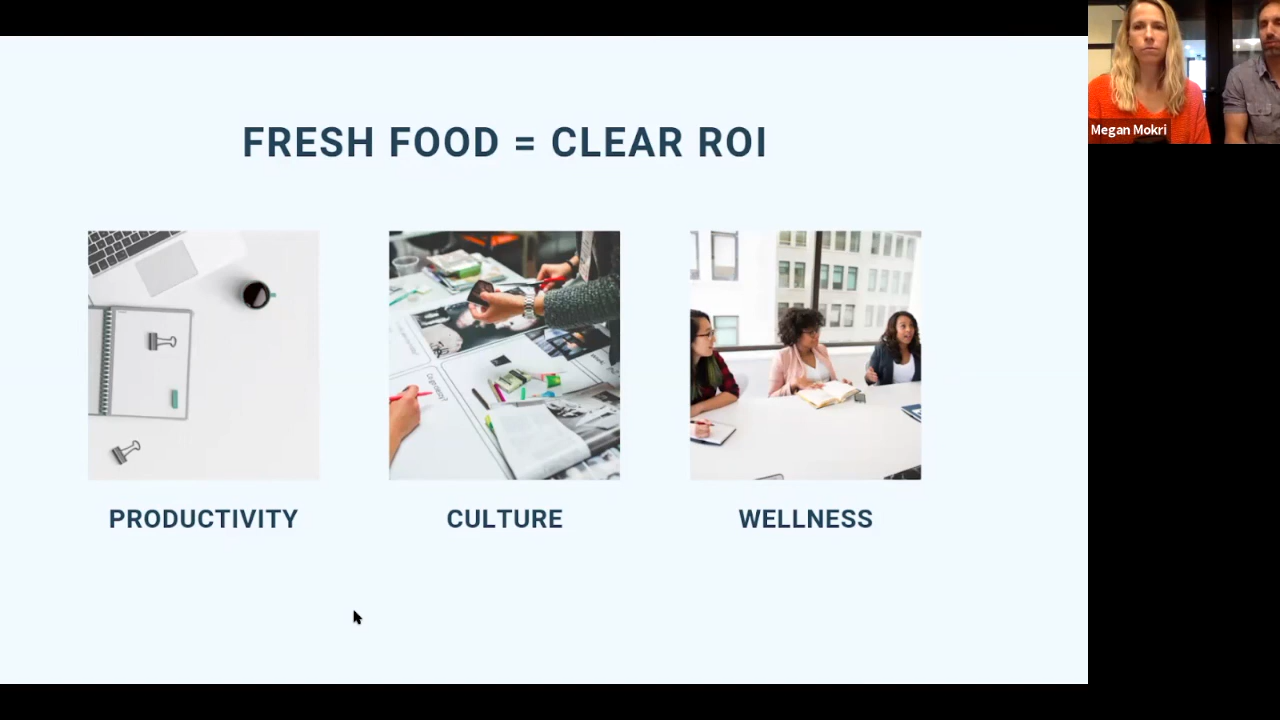 FRESH FOOD = CLEAR ROI
PRODUCTIVITY
CULTURE
WELLNESS
Megan Mokri